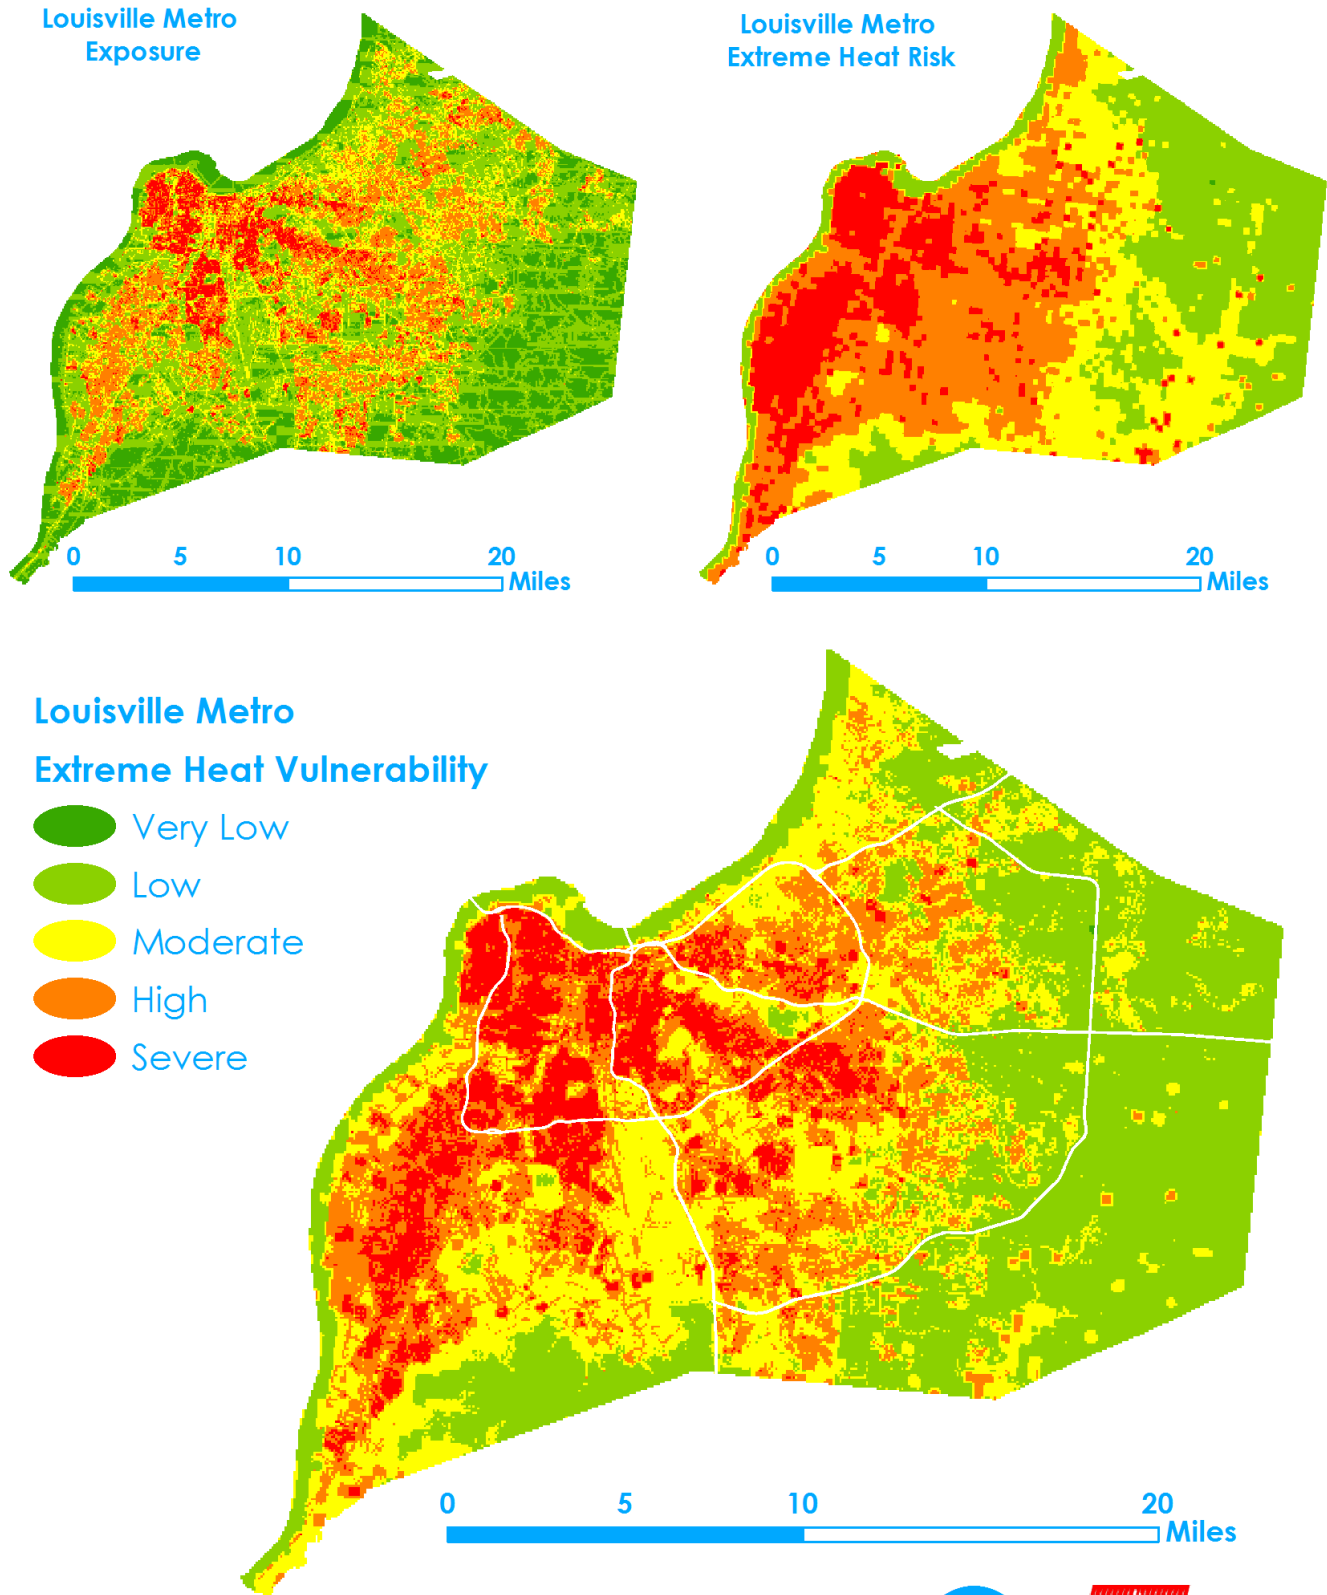 Louisville Metro
Exposure
Louisville Metro
Extreme Heat Risk
0 5 10 20
Miles
0 5 10 20
Miles
Louisville Metro
Extreme Heat Vulnerability
Very Low
Low
Moderate
High
Severe
0 5 10 20
Miles